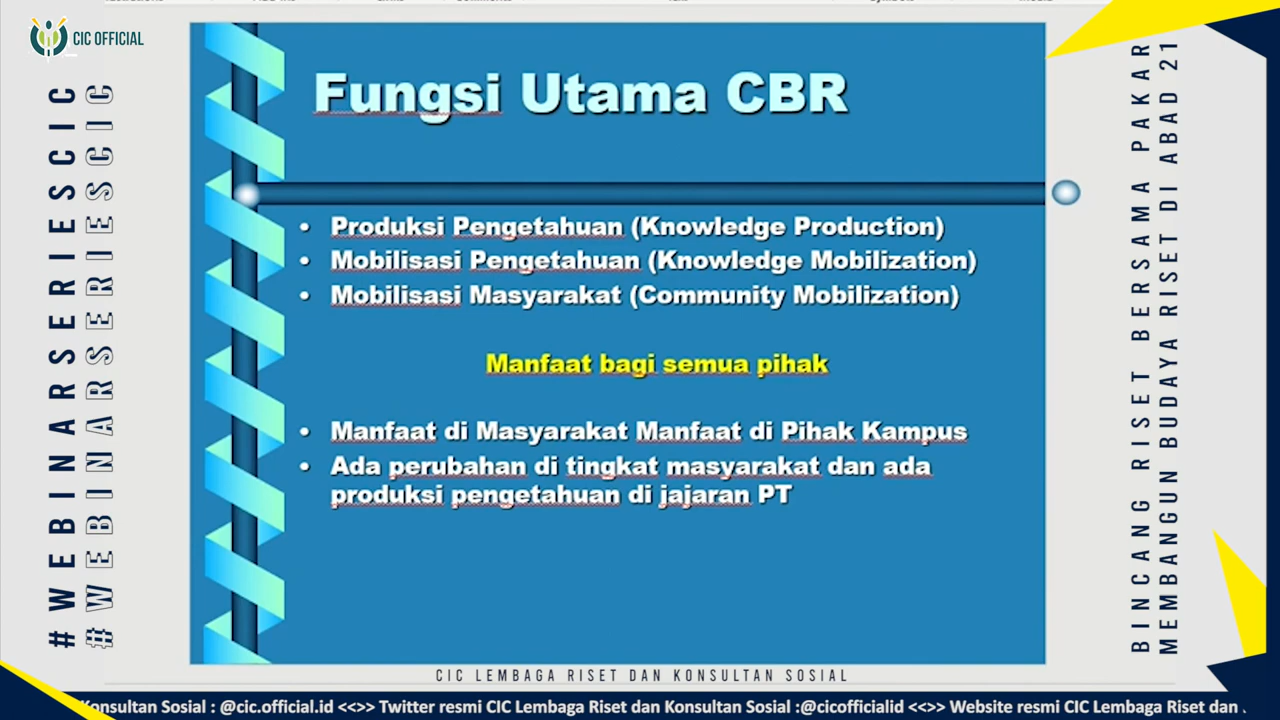 CIC OFFICIAL
Fungsi Utama CBR
• Produksi Pengetahuan (Knowledge Production)
• Mobilisasi Pengetahuan (Knowledge Mobilization)
• Mobilisasi Masyarakat (Community Mobilization)
Manfaat bagi semua pihak
• Manfaat di Masyarakat Manfaat di Pihak Kampus
• Ada perubahan di tingkat masyarakat dan ada
produksi pengetahuan di jajaran PT
#WEBINARSERIESCIC
#WEBINARSERIESCIC
BINCANG RISET BERSAMA PAKAR
MEMBANGUN BUDAYA RISET DI ABAD 21
CIC LEMBAGA RISET DAN KONSULTAN SOSIAL
Konsultan Sosial : @cic.official.id <<>> Twitter resmi CIC Lembaga Riset dan Konsultan Sosial :@cicofficialid <<>> Website resmi CIC Lembaga Riset dan